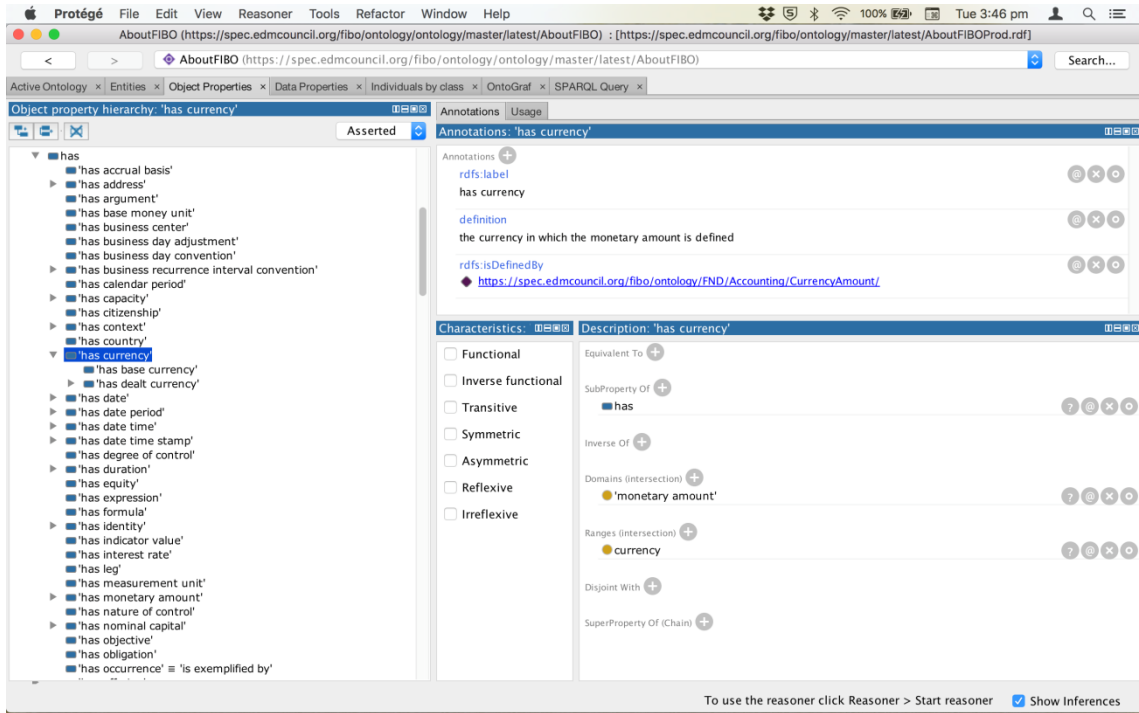 Protégé File Edit View Reasoner Tools Refactor Window Help 100% Tue 3:46 pm
AboutFIBO (https://spec.edmcouncil.org/fibo/ontology/ontology/master/latest/AboutFIBO) : [https://spec.edmcouncil.org/fibo/ontology/master/latest/AboutFIBOProd.rdf]
< > AboutFIBO (https://spec.edmcouncil.org/fibo/ontology/ontology/master/latest/AboutFIBO) Search...
Active Ontology × Entities × Object Properties × Data Properties × Individuals by class × OntoGraf × SPARQL Query ×
Object property hierarchy: 'has currency'
Asserted
has
'has accrual basis'
'has address'
'has argument'
'has base money unit'
'has business center'
'has business day adjustment'
'has business day convention'
'has business recurrence interval convention'
'has calendar period'
'has capacity'
'has citizenship'
'has context'
'has country'
'has currency'
'has base currency'
'has dealt currency'
'has date'
'has date period'
'has date time'
'has date time stamp'
'has degree of control'
'has duration'
'has equity'
'has expression'
'has formula'
'has identity'
'has indicator value'
'has interest rate'
'has leg'
'has measurement unit'
'has monetary amount'
'has nature of control'
'has nominal capital'
'has objective'
'has obligation'
'has occurrence' ≡ 'is exemplified by'
Annotations Usage
Annotations: 'has currency'
Annotations
rdfs:label
has currency
definition
the currency in which the monetary amount is defined
rdfs:isDefinedBy
https://spec.edmcouncil.org/fibo/ontology/FND/Accounting/CurrencyAmount/
Characteristics:
Functional
Inverse functional
Transitive
Symmetric
Asymmetric
Reflexive
Irreflexive
Description: 'has currency'
Equivalent To
SubProperty Of
has
Inverse Of
Domains (intersection)
'monetary amount'
Ranges (intersection)
currency
Disjoint With
SuperProperty Of (Chain)
To use the reasoner click Reasoner > Start reasoner Show Inferences